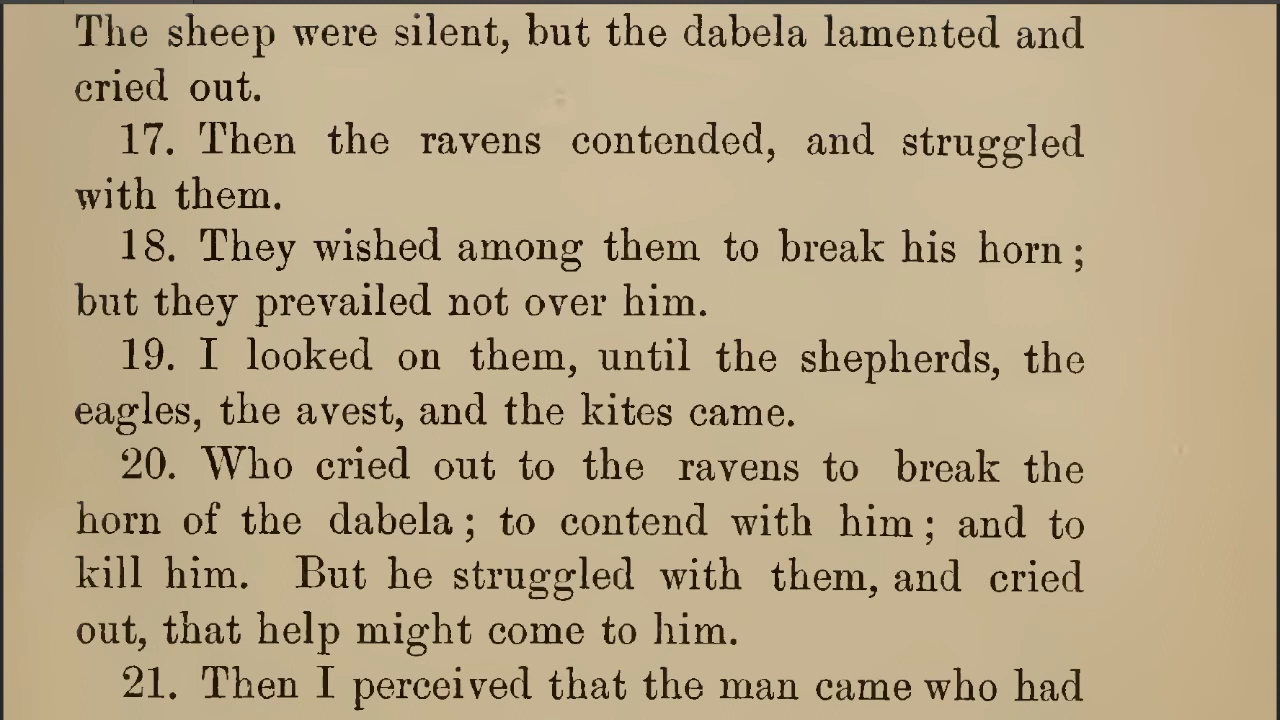 The sheep were silent, but the dabela lamented and
cried out.
17. Then the ravens contended, and struggled
with them.
18. They wished among them to break his horn;
but they prevailed not over him.
19. I looked on them, until the shepherds, the
eagles, the avest, and the kites came.
20. Who cried out to the ravens to break the
horn of the dabela; to contend with him; and to
kill him. But he struggled with them, and cried
out, that help might come to him.
21. Then I perceived that the man came who had